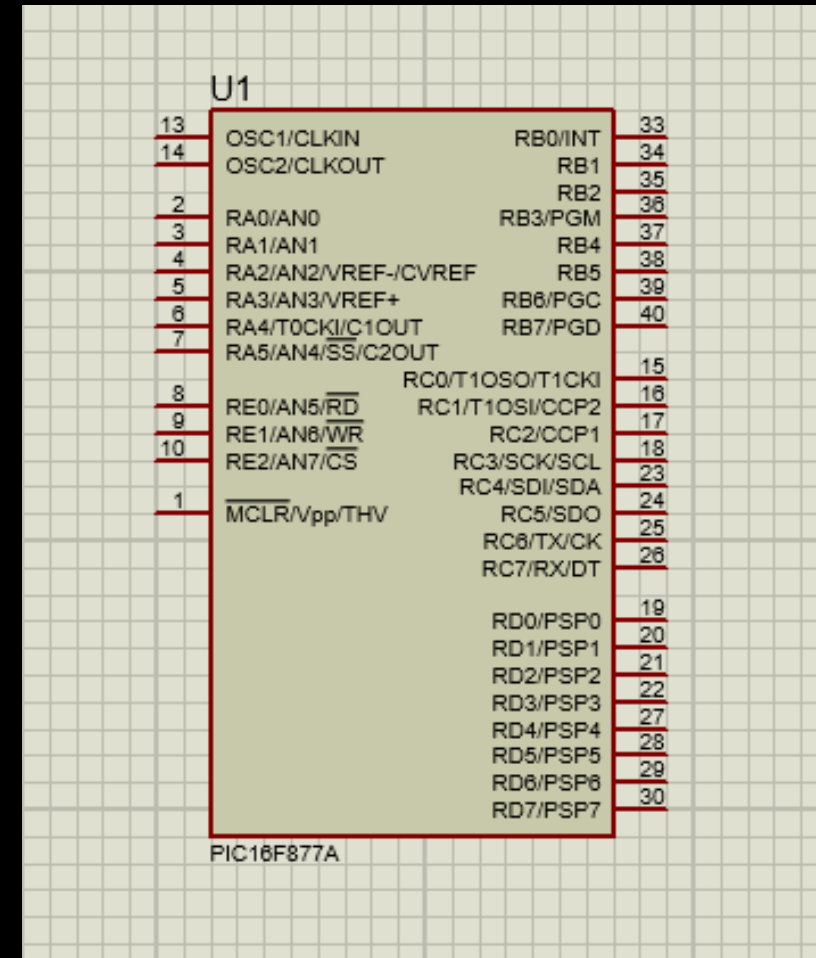 U1
13 OSC1/CLKIN RB0/INT 33
14 OSC2/CLKOUT RB1 34
RB2 35
2 RA0/AN0 RB3/PGM 36
3 RA1/AN1 RB4 37
4 RA2/AN2/VREF-/CVREF RB5 38
5 RA3/AN3/VREF+ RB6/PGC 39
6 RA4/T0CKI/C1OUT RB7/PGD 40
7 RA5/AN4/SS/C2OUT
RC0/T1OSO/T1CKI 15
8 RE0/AN5/RD RC1/T1OSI/CCP2 16
9 RE1/AN6/WR RC2/CCP1 17
10 RE2/AN7/CS RC3/SCK/SCL 18
RC4/SDI/SDA 23
1 MCLR/Vpp/THV RC5/SDO 24
RC6/TX/CK 25
RC7/RX/DT 26
RD0/PSP0 19
RD1/PSP1 20
RD2/PSP2 21
RD3/PSP3 22
RD4/PSP4 27
RD5/PSP5 28
RD6/PSP6 29
RD7/PSP7 30
PIC16F877A